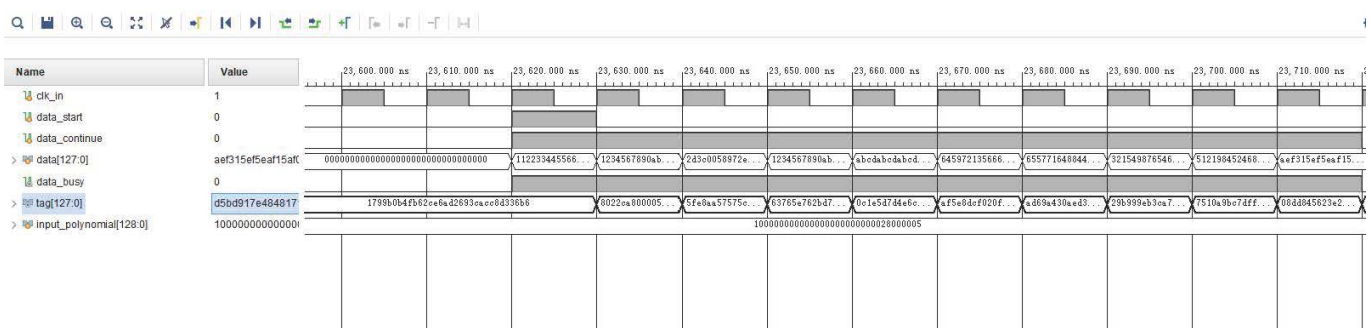 Name Value 23,600.000 ns 23,610.000 ns 23,620.000 ns 23,630.000 ns 23,640.000 ns 23,650.000 ns 23,660.000 ns 23,670.000 ns 23,680.000 ns 23,690.000 ns 23,700.000 ns 23,710.000 ns
clk_in 1
data_start 0
data_continue 0
data[127:0] aef315ef5eaf15af0 00000000000000000000000000000000 112233445566... 1234567890ab... 2d3c0058972e... 1234567890ab... abcdabcdabcd... 645972135666... 655771648844... 321549876546... 512198452468... aef315ef5eaf15...
data_busy 0
tag[127:0] d5bd917e484817 1799b0b4fb62ce6ad2693cacc8d336b6 8022ca800005... 5fe8aa57575c... 63765e762bd7... 0c1e5d7d4e6c... af5e8dcf020f... ad69a430aed3... 29b999eb3ca7... 7510a9bc7dff... 08dd845623e2...
input_polynomial[128:0] 100000000000000 100000000000000000000000028000005